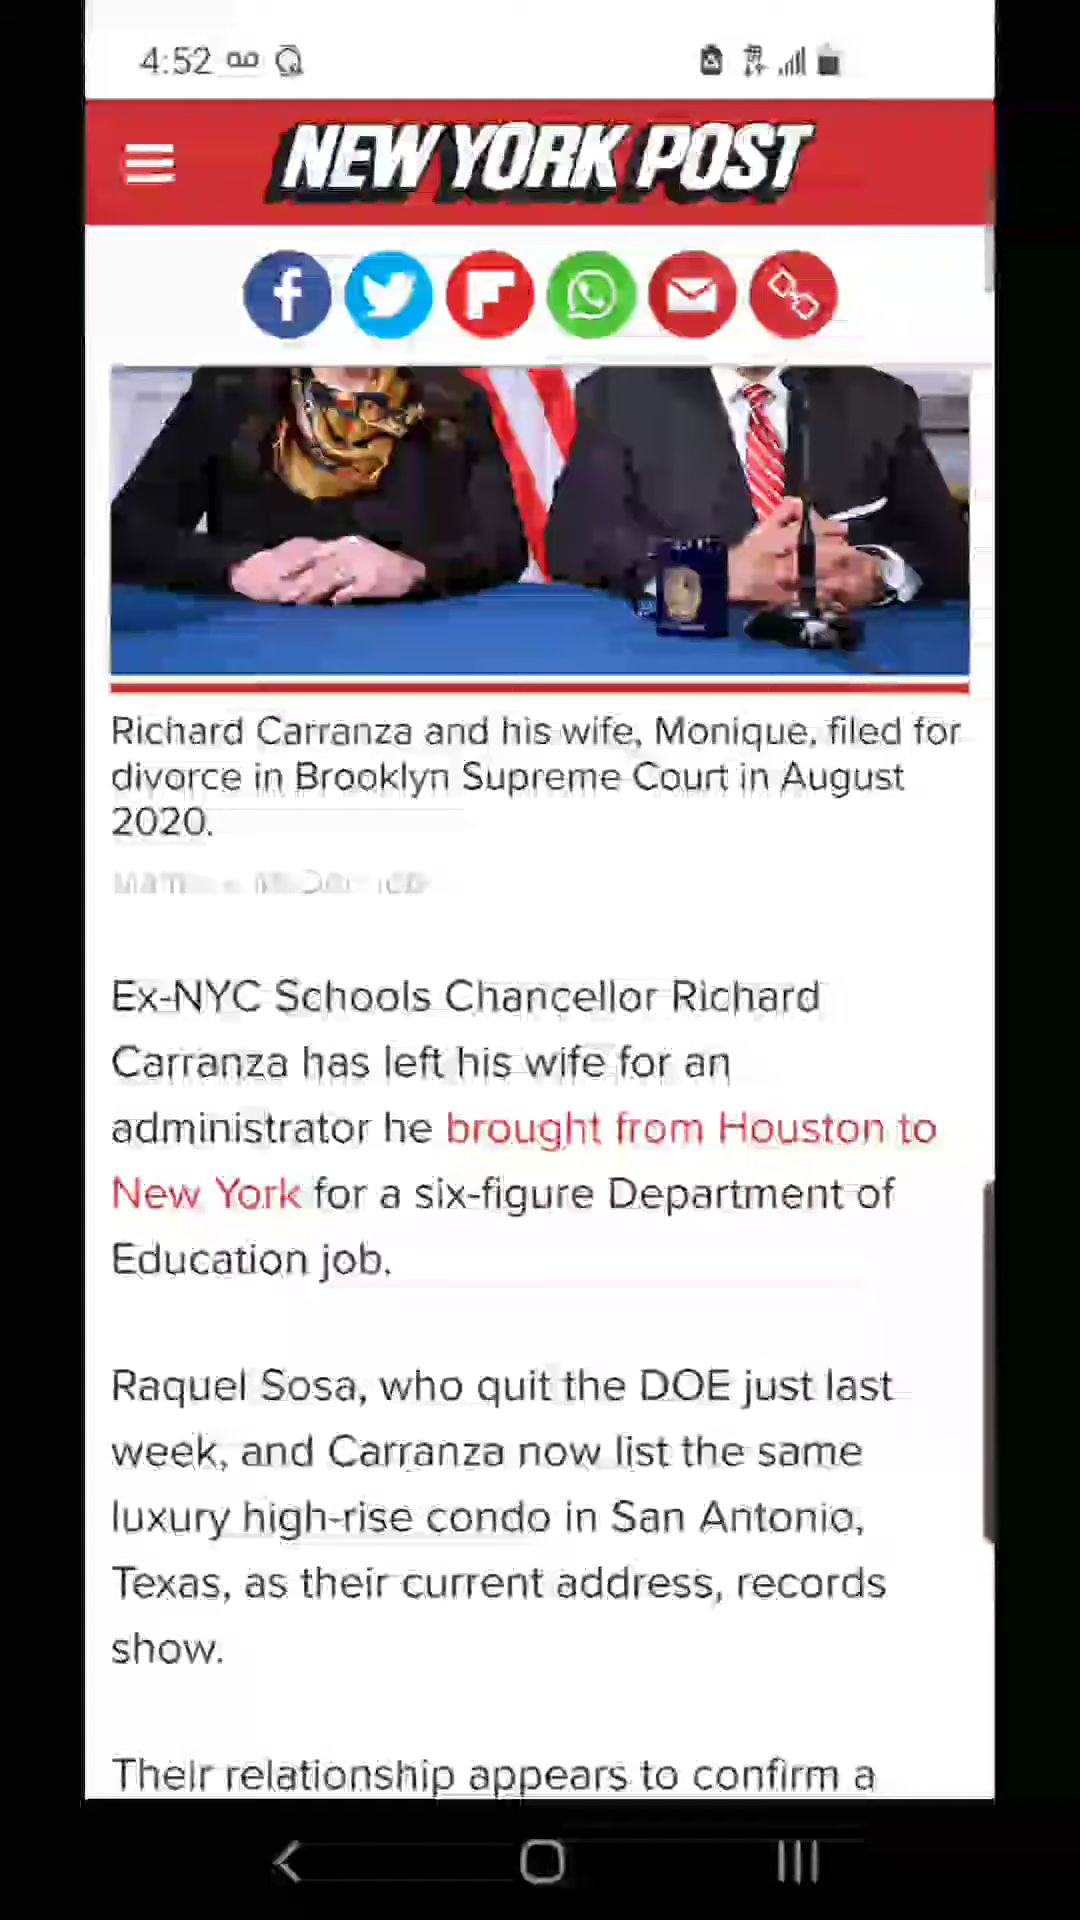 4:52
NEW YORK POST
Richard Carranza and his wife, Monique, filed for
divorce in Brooklyn Supreme Court in August
2020.
Ex-NYC Schools Chancellor Richard
Carranza has left his wife for an
administrator he brought from Houston to
New York for a six-figure Department of
Education job.
Raquel Sosa, who quit the DOE just last
week, and Carranza now list the same
luxury high-rise condo in San Antonio,
Texas, as their current address, records
show.
Their relationship appears to confirm a